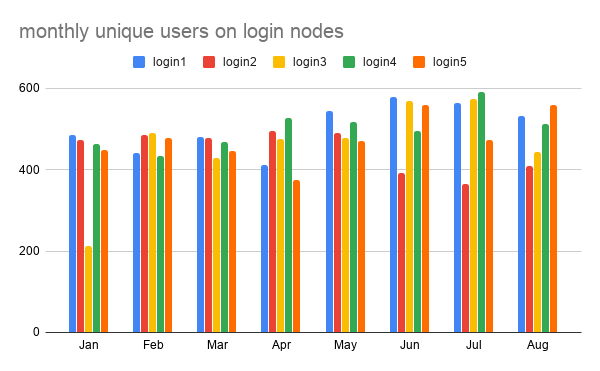 monthly unique users on login nodes
login1 login2 login3 login4 login5
600
400
200
0
Jan Feb Mar Apr May Jun Jul Aug